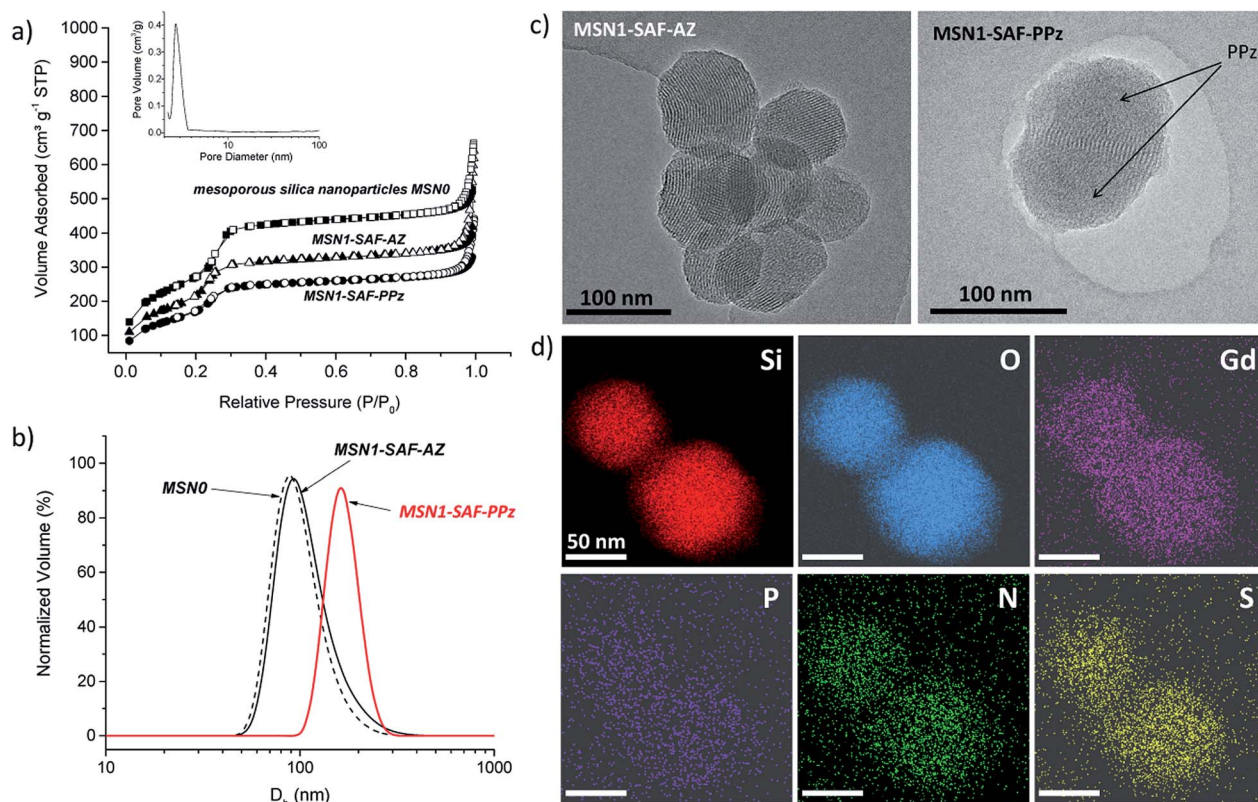 a)
0.4
0.3
0.2
0.1
0.0
Pore Volume (cm³/g)
10
100
Pore Diameter (nm)
1000
900
800
700
600
500
400
300
200
100
Volume Adsorbed (cm³ g⁻¹ STP)
mesoporous silica nanoparticles MSN0
MSN1-SAF-AZ
MSN1-SAF-PPz
0.0 0.2 0.4 0.6 0.8 1.0
Relative Pressure (P/P₀)
b)
MSN1-SAF-AZ
MSN0
MSN1-SAF-PPz
100
80
60
40
20
0
Normalized Volume (%)
10 100 1000
(nm)
c)
MSN1-SAF-AZ
100 nm
MSN1-SAF-PPz
PPz
100 nm
d)
Si
50 nm
O
Gd
P
N
S